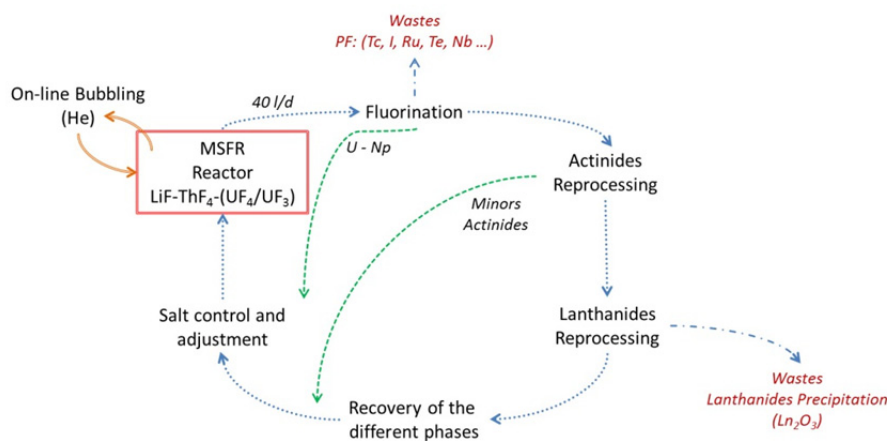 Wastes
PF: (Tc, I, Ru, Te, Nb ...)
On-line Bubbling
(He)
40 l/d
Fluorination
MSFR
Reactor
LiF-ThF₄-(UF₄/UF₃)
U - Np
Actinides
Reprocessing
Minors
Actinides
Salt control and
adjustment
Lanthanides
Reprocessing
Recovery of the
different phases
Wastes
Lanthanides Precipitation
(Ln₂O₃)